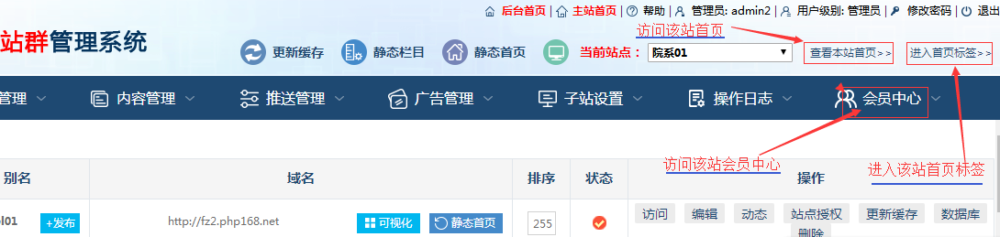 后台首页 | 主站首页 | 帮助 | 管理员: admin2 | 用户级别: 管理员 | 修改密码 | 退出
访问该站首页
站群管理系统
更新缓存 静态栏目 静态首页 当前站点： 院系01 查看本站首页>> 进入首页标签>>
管理 内容管理 推送管理 广告管理 子站设置 操作日志 会员中心
访问该站会员中心 进入该站首页标签
别名 域名 排序 状态 操作
l01 +发布 http://fz2.php168.net 可视化 静态首页 255 访问 编辑 动态 站点授权 更新缓存 数据库
删除